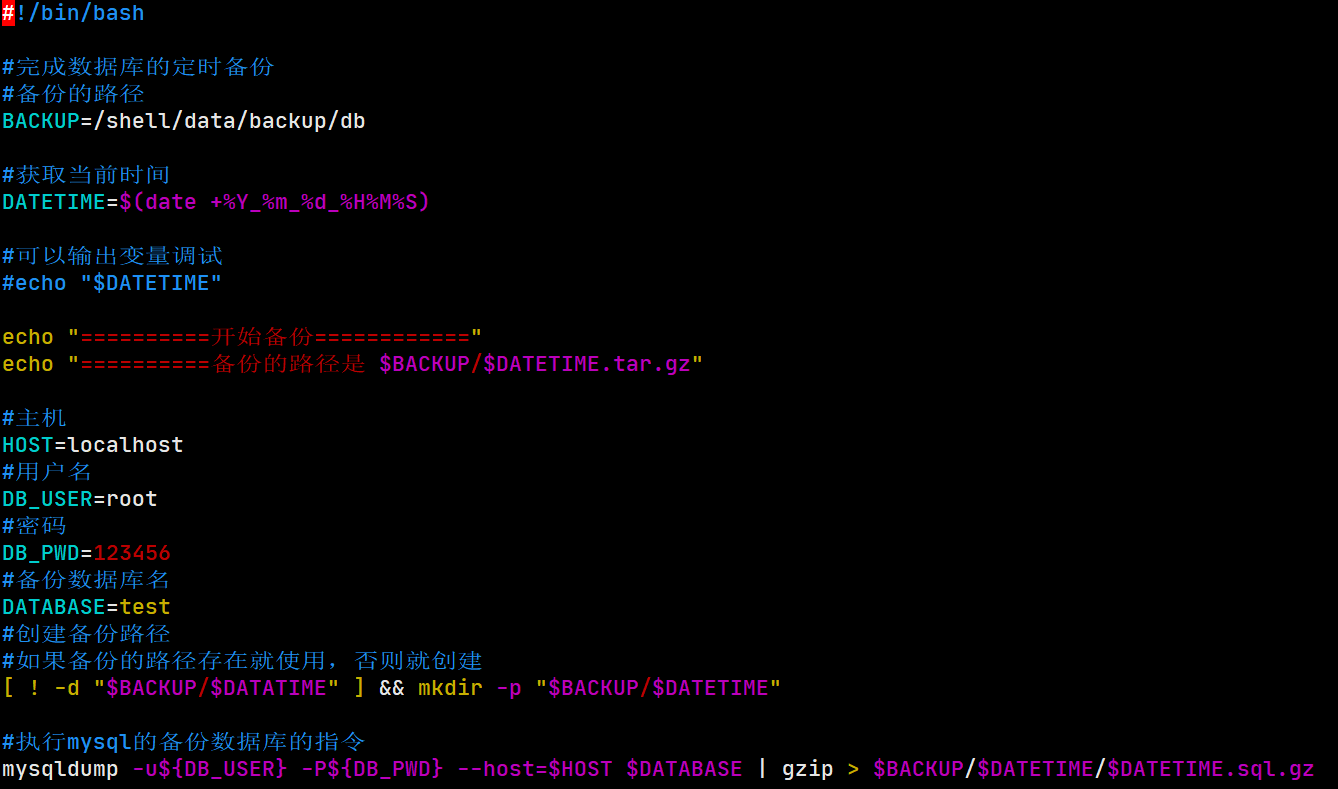 #!/bin/bash
#完成数据库的定时备份
#备份的路径
BACKUP=/shell/data/backup/db
#获取当前时间
DATETIME=$(date +%Y_%m_%d_%H%M%S)
#可以输出变量调试
#echo "$DATETIME"
echo "==========开始备份============"
echo "==========备份的路径是 $BACKUP/$DATETIME.tar.gz"
#主机
HOST=localhost
#用户名
DB_USER=root
#密码
DB_PWD=123456
#备份数据库名
DATABASE=test
#创建备份路径
#如果备份的路径存在就使用，否则就创建
[ ! -d "$BACKUP/$DATATIME" ] && mkdir -p "$BACKUP/$DATETIME"
#执行mysql的备份数据库的指令
mysqldump -u${DB_USER} -P${DB_PWD} --host=$HOST $DATABASE | gzip > $BACKUP/$DATETIME/$DATETIME.sql.gz